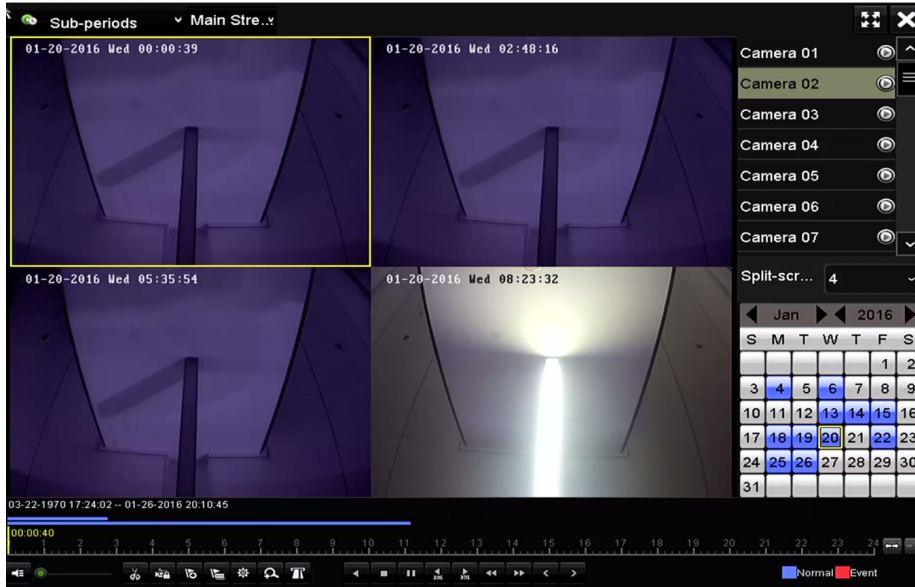 Sub-periods
Main Stre..
01-20-2016 Wed 00:00:39
01-20-2016 Wed 02:48:16
01-20-2016 Wed 05:35:54
01-20-2016 Wed 08:23:32
Camera 01
Camera 02
Camera 03
Camera 04
Camera 05
Camera 06
Camera 07
Split-scr... 4
Jan 2016
S M T W T F S
1 2
3 4 5 6 7 8 9
10 11 12 13 14 15 16
17 18 19 20 21 22 23
24 25 26 27 28 29 30
31
03-22-1970 17:24:02 -- 01-26-2016 20:10:45
00:00:40
1 2 3 4 5 6 7 8 9 10 11 12 13 14 15 16 17 18 19 20 21 22 23 24
30s 30s
Normal Event